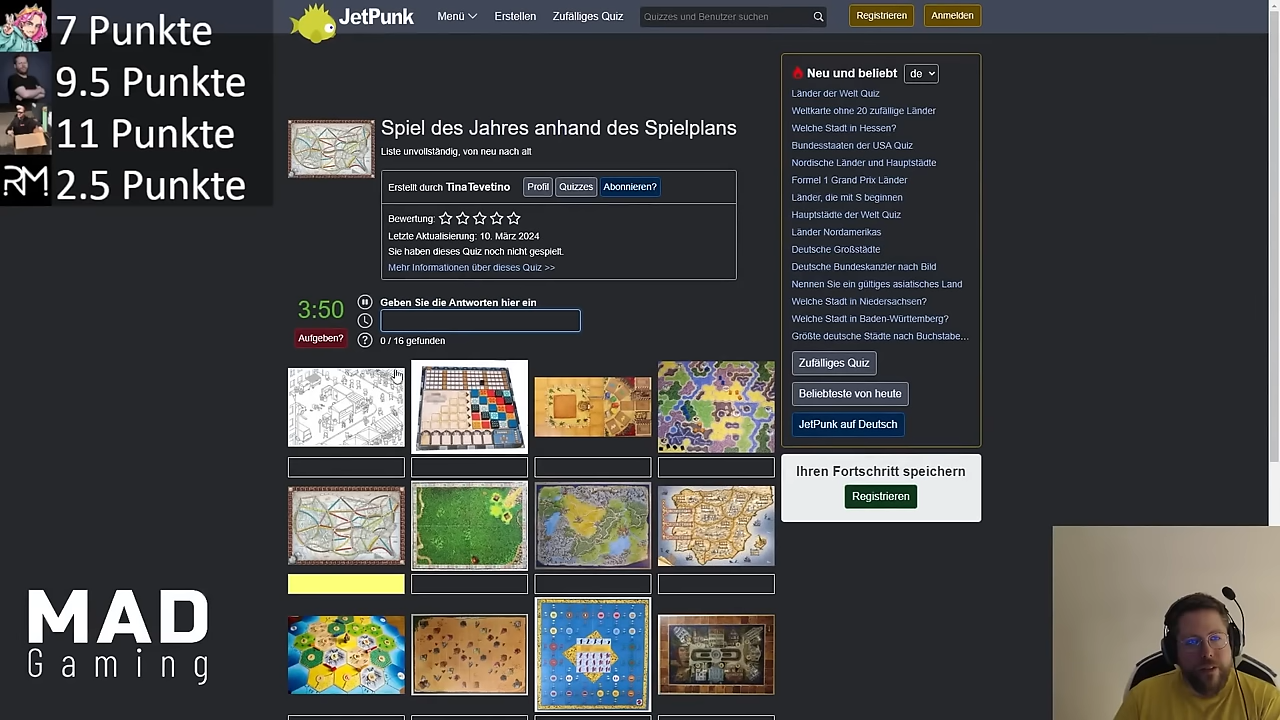 7 Punkte
9.5 Punkte
11 Punkte
RM
2.5 Punkte
JetPunk
Menü
Erstellen
Zufälliges Quiz
Quizzes und Benutzer suchen
Registrieren
Anmelden
Spiel des Jahres anhand des Spielplans
Liste unvollständig, von neu nach alt
Erstellt durch TinaTevetino
Profil
Quizzes
Abonnieren?
Bewertung:
Letzte Aktualisierung: 10. März 2024
Sie haben dieses Quiz noch nicht gespielt.
Mehr Informationen über dieses Quiz >>
3:50
Aufgeben?
Geben Sie die Antworten hier ein
0 / 16 gefunden
Neu und beliebt
de
Länder der Welt Quiz
Weltkarte ohne 20 zufällige Länder
Welche Stadt in Hessen?
Bundesstaaten der USA Quiz
Nordische Länder und Hauptstädte
Formel 1 Grand Prix Länder
Länder, die mit S beginnen
Hauptstädte der Welt Quiz
Länder Nordamerikas
Deutsche Großstädte
Deutsche Bundeskanzler nach Bild
Nennen Sie ein gültiges asiatisches Land
Welche Stadt in Niedersachsen?
Welche Stadt in Baden-Württemberg?
Größte deutsche Städte nach Buchstabe...
Zufälliges Quiz
Beliebteste von heute
JetPunk auf Deutsch
Ihren Fortschritt speichern
Registrieren
MAD
Gaming